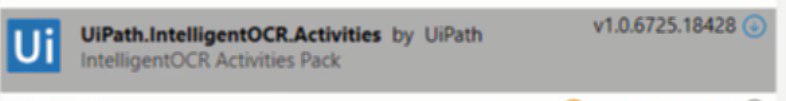 Ui UiPath.IntelligentOCR.Activities by UiPath v1.0.6725.18428
IntelligentOCR Activities Pack